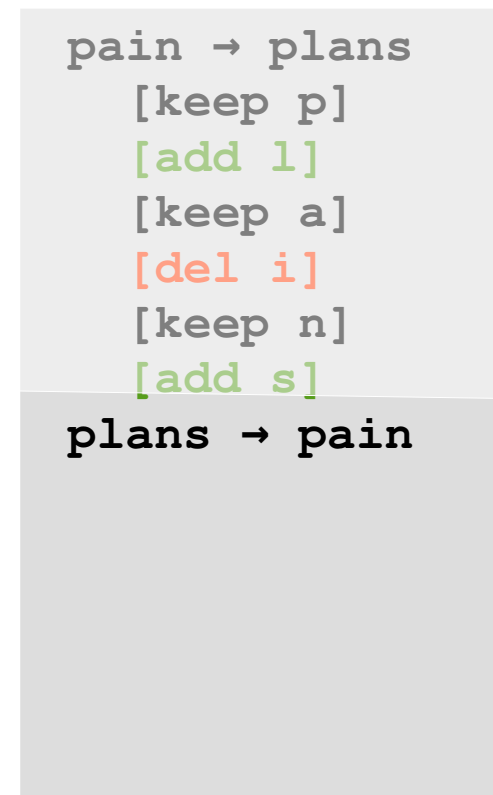 pain → plans
[keep p]
[add l]
[keep a]
[del i]
[keep n]
[add s]
plans → pain